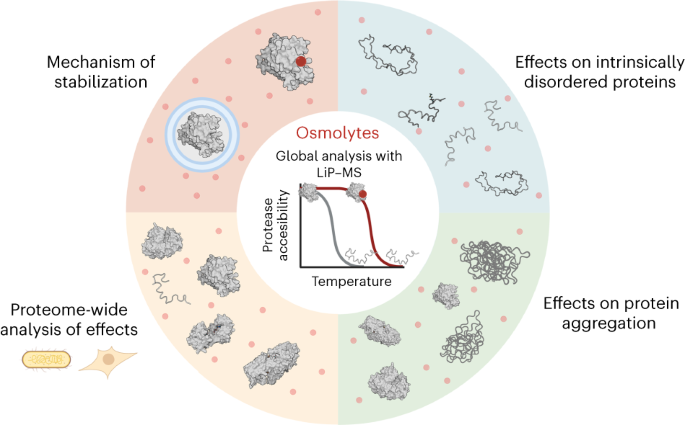 Mechanism of
stabilization
Effects on intrinsically
disordered proteins
Osmolytes
Global analysis with
LiP–MS
Protease
accesibility
Temperature
Proteome-wide
analysis of effects
Effects on protein
aggregation